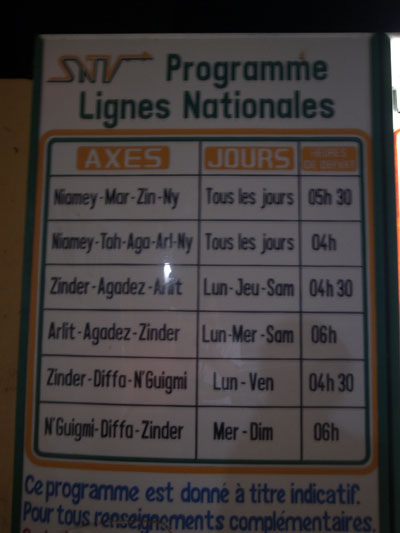 SNTV Programme
Lignes Nationales
AXES JOURS HEURES DE DEPART
Niamey-Mar-Zin-Ny Tous les jours 05h 30
Niamey-Tah-Aga-Arl-Ny Tous les jours 04h
Zinder-Agadez-Arlit Lun-Jeu-Sam 04h 30
Arlit-Agadez-Zinder Lun-Mer-Sam 06h
Zinder-Diffa-N'Guigmi Lun-Ven 04h 30
N'Guigmi-Diffa-Zinder Mer-Dim 06h
Ce programme est donné à titre indicatif.
Pour tous renseignements complémentaires.